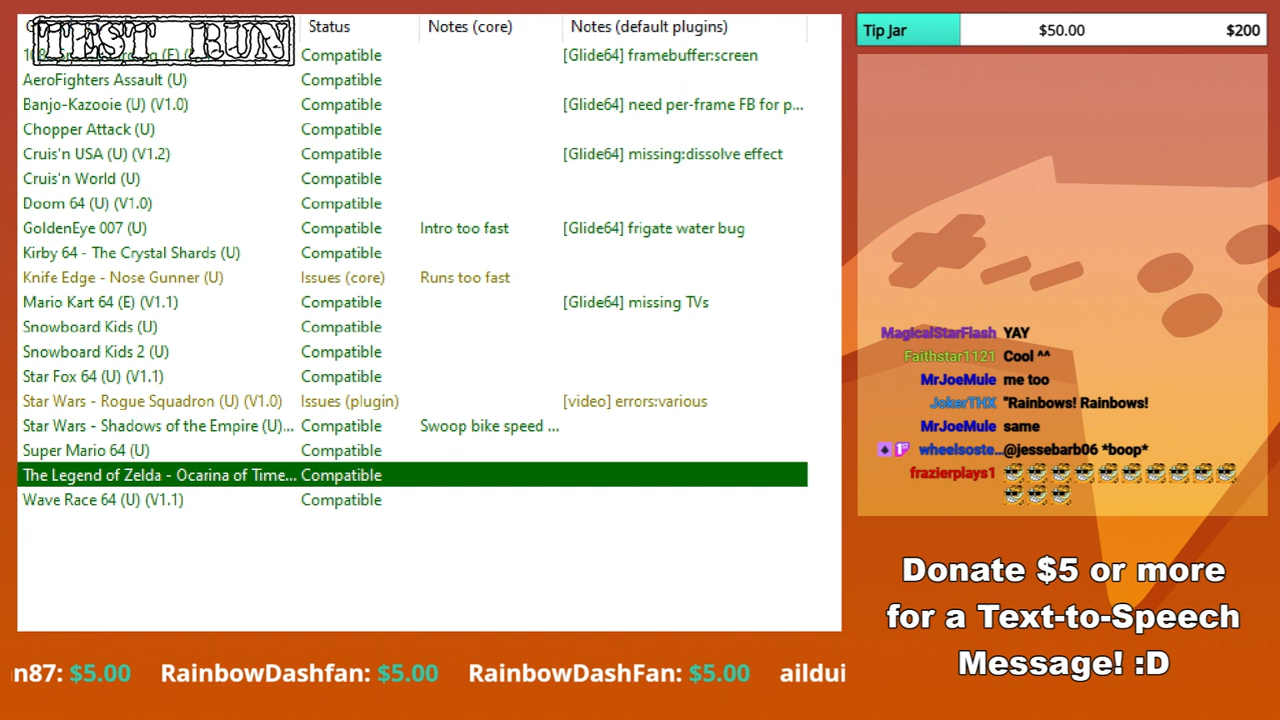 TEST RUN
Status Notes (core) Notes (default plugins)
Compatible [Glide64] framebuffer:screen
AeroFighters Assault (U) Compatible
Banjo-Kazooie (U) (V1.0) Compatible [Glide64] need per-frame FB for p...
Chopper Attack (U) Compatible
Cruis'n USA (U) (V1.2) Compatible [Glide64] missing:dissolve effect
Cruis'n World (U) Compatible
Doom 64 (U) (V1.0) Compatible
GoldenEye 007 (U) Compatible Intro too fast [Glide64] frigate water bug
Kirby 64 - The Crystal Shards (U) Compatible
Knife Edge - Nose Gunner (U) Issues (core) Runs too fast
Mario Kart 64 (E) (V1.1) Compatible [Glide64] missing TVs
Snowboard Kids (U) Compatible
Snowboard Kids 2 (U) Compatible
Star Fox 64 (U) (V1.1) Compatible
Star Wars - Rogue Squadron (U) (V1.0) Issues (plugin) [video] errors:various
Star Wars - Shadows of the Empire (U)... Compatible Swoop bike speed ...
Super Mario 64 (U) Compatible
The Legend of Zelda - Ocarina of Time... Compatible
Wave Race 64 (U) (V1.1) Compatible
Tip Jar $50.00 $200
MagicalStarFlash YAY
Faithstar1121 Cool ^^
MrJoeMule me too
JokerTHX "Rainbows! Rainbows!
MrJoeMule same
wheelsoste... @jessebarb06 *boop*
frazierplays1
Donate $5 or more
for a Text-to-Speech
Message! :D
n87: $5.00 RainbowDashfan: $5.00 RainbowDashFan: $5.00 aildui